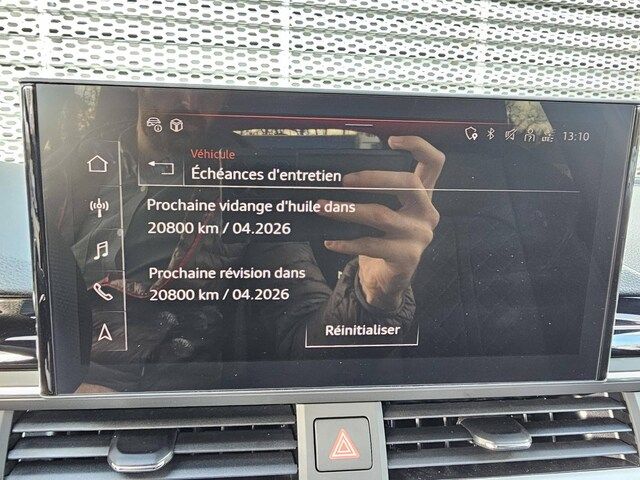 13:10
Véhicule
Échéances d'entretien
Prochaine vidange d'huile dans
20800 km / 04.2026
Prochaine révision dans
20800 km / 04.2026
Réinitialiser